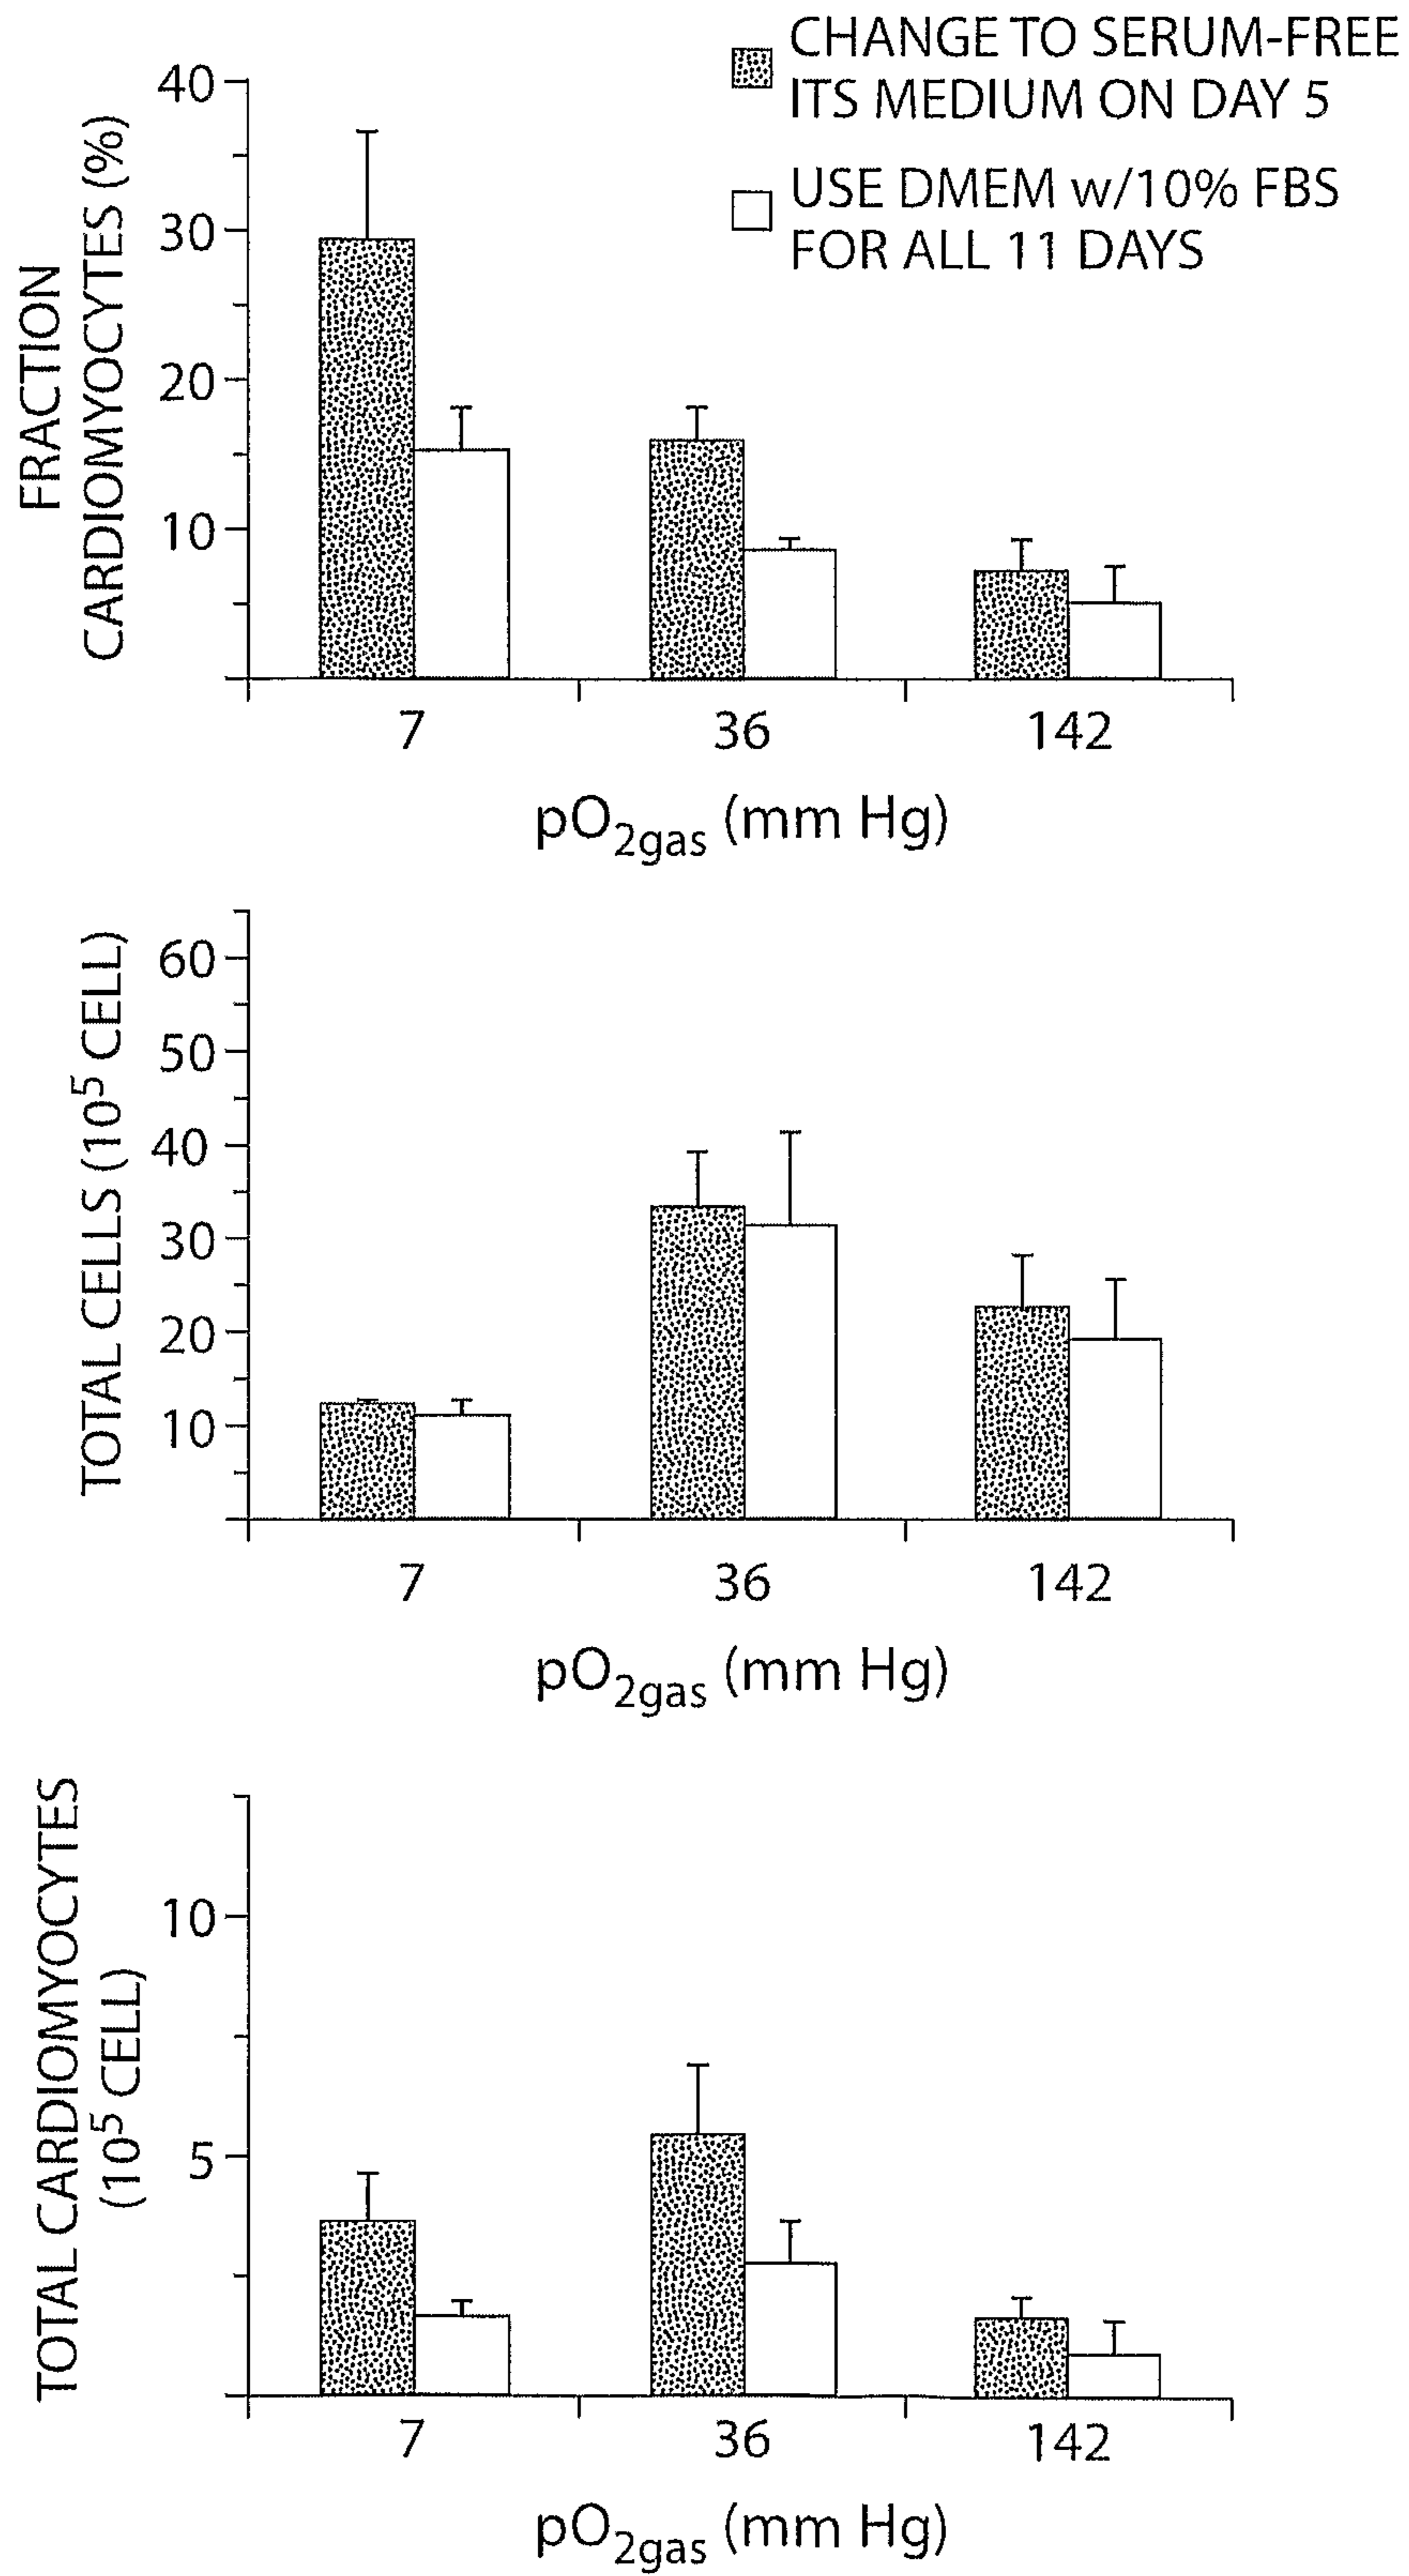 CHANGE TO SERUM-FREE
ITS MEDIUM ON DAY 5
USE DMEM w/10% FBS
FOR ALL 11 DAYS
FRACTION
CARDIOMYOCYTES (%)
40
30
20
10
7 36 142
pO2gas (mm Hg)
TOTAL CELLS (10^5 CELL)
60
50
40
30
20
10
7 36 142
pO2gas (mm Hg)
TOTAL CARDIOMYOCYTES
(10^5 CELL)
10
5
7 36 142
pO2gas (mm Hg)